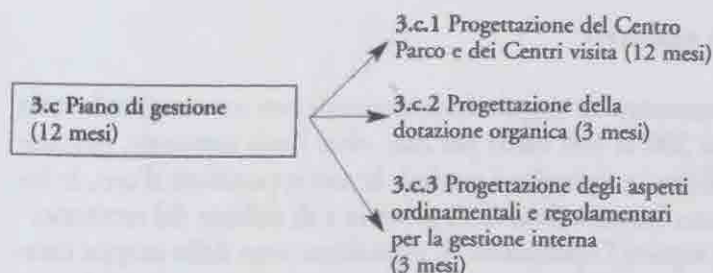 3.c Piano di gestione
(12 mesi)
3.c.1 Progettazione del Centro
Parco e dei Centri visita (12 mesi)
3.c.2 Progettazione della
dotazione organica (3 mesi)
3.c.3 Progettazione degli aspetti
ordinamentali e regolamentari
per la gestione interna
(3 mesi)